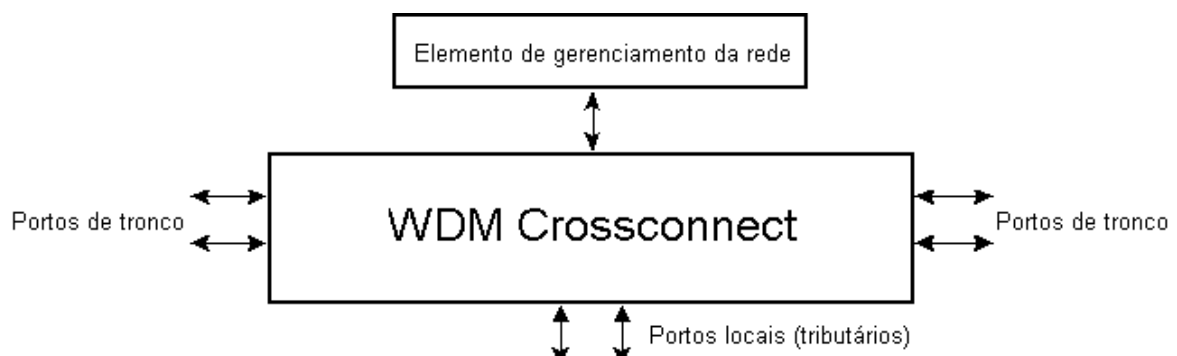 Elemento de gerenciamento da rede
Portos de tronco
WDM Crossconnect
Portos de tronco
Portos locais (tributários)